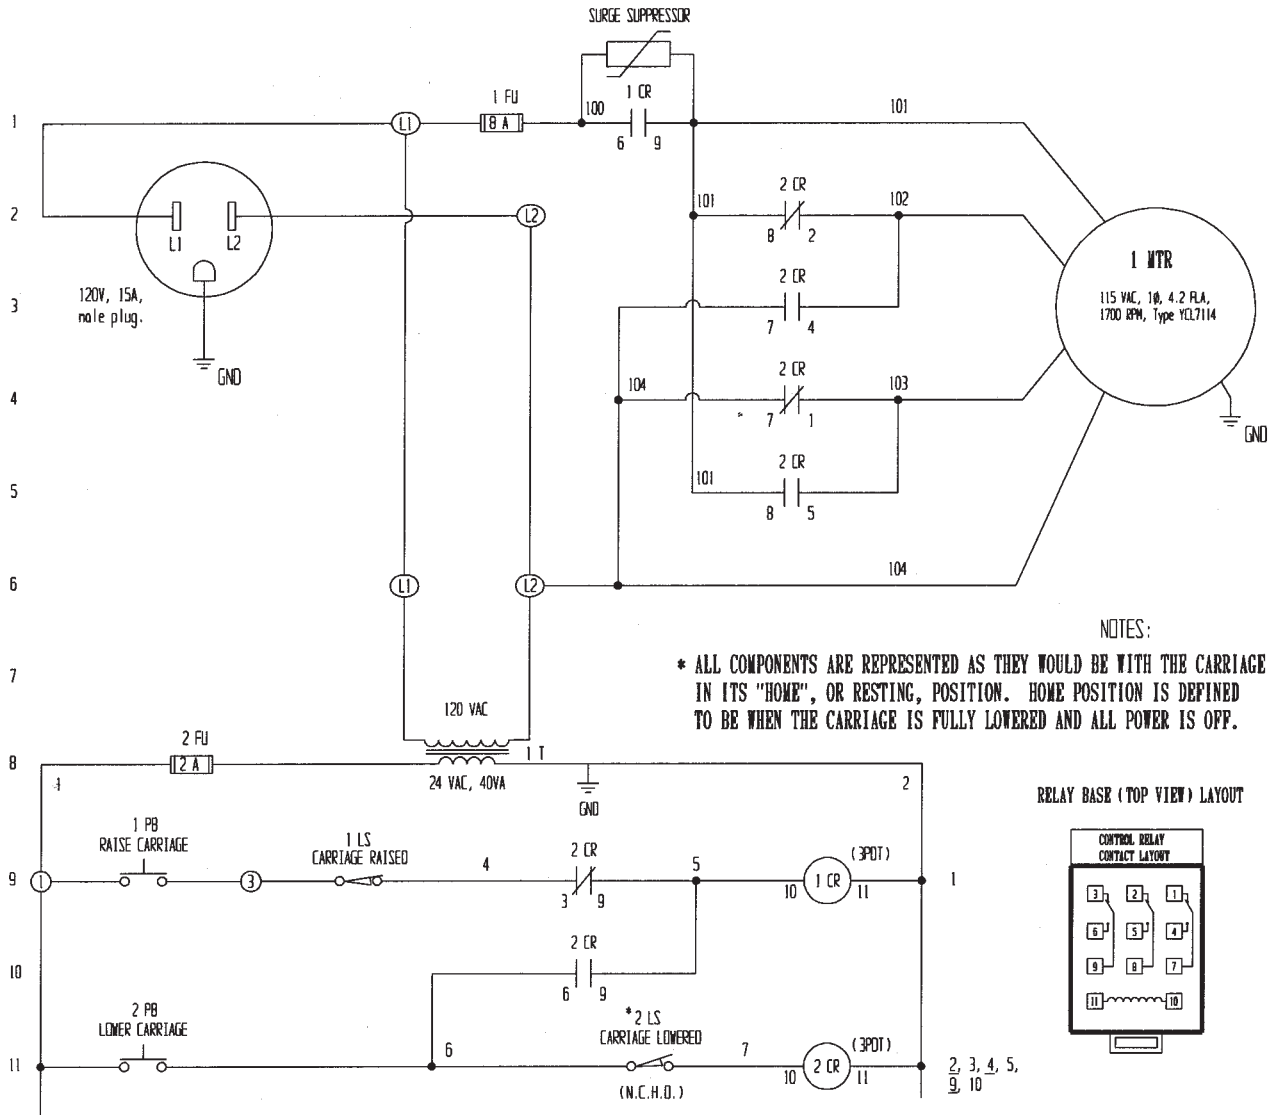 SURGE SUPPRESSOR
1 FU
8 A
100
1 CR
6 9
101
1
L1
2
L1 L2
L2
101
2 CR
8 2
102
1 MTR
115 VAC, 1Ø, 4.2 FLA,
1700 RPM, Type YCL7114
120V, 15A,
male plug.
GND
3
2 CR
7 4
4
104
2 CR
* 7 1
103
GND
5
101
2 CR
8 5
6
L1
L2
104
NOTES:
* ALL COMPONENTS ARE REPRESENTED AS THEY WOULD BE WITH THE CARRIAGE
IN ITS "HOME", OR RESTING, POSITION. HOME POSITION IS DEFINED
TO BE WHEN THE CARRIAGE IS FULLY LOWERED AND ALL POWER IS OFF.
7
120 VAC
1 T
24 VAC, 40VA
8
2 FU
2 A
1
GND
2
RELAY BASE (TOP VIEW) LAYOUT
CONTROL RELAY
CONTACT LAYOUT
3 2 1
6 5 4
9 8 7
11 10
1 PB
RAISE CARRIAGE
1 LS
CARRIAGE RAISED
9
1
3
4
2 CR
3 9
5
10
1 CR
(3PDT)
11
1
10
2 CR
6 9
2 PB
LOWER CARRIAGE
11
6
*2 LS
CARRIAGE LOWERED
(N.C.H.O.)
7
10
2 CR
(3PDT)
11
2, 3, 4, 5,
9, 10